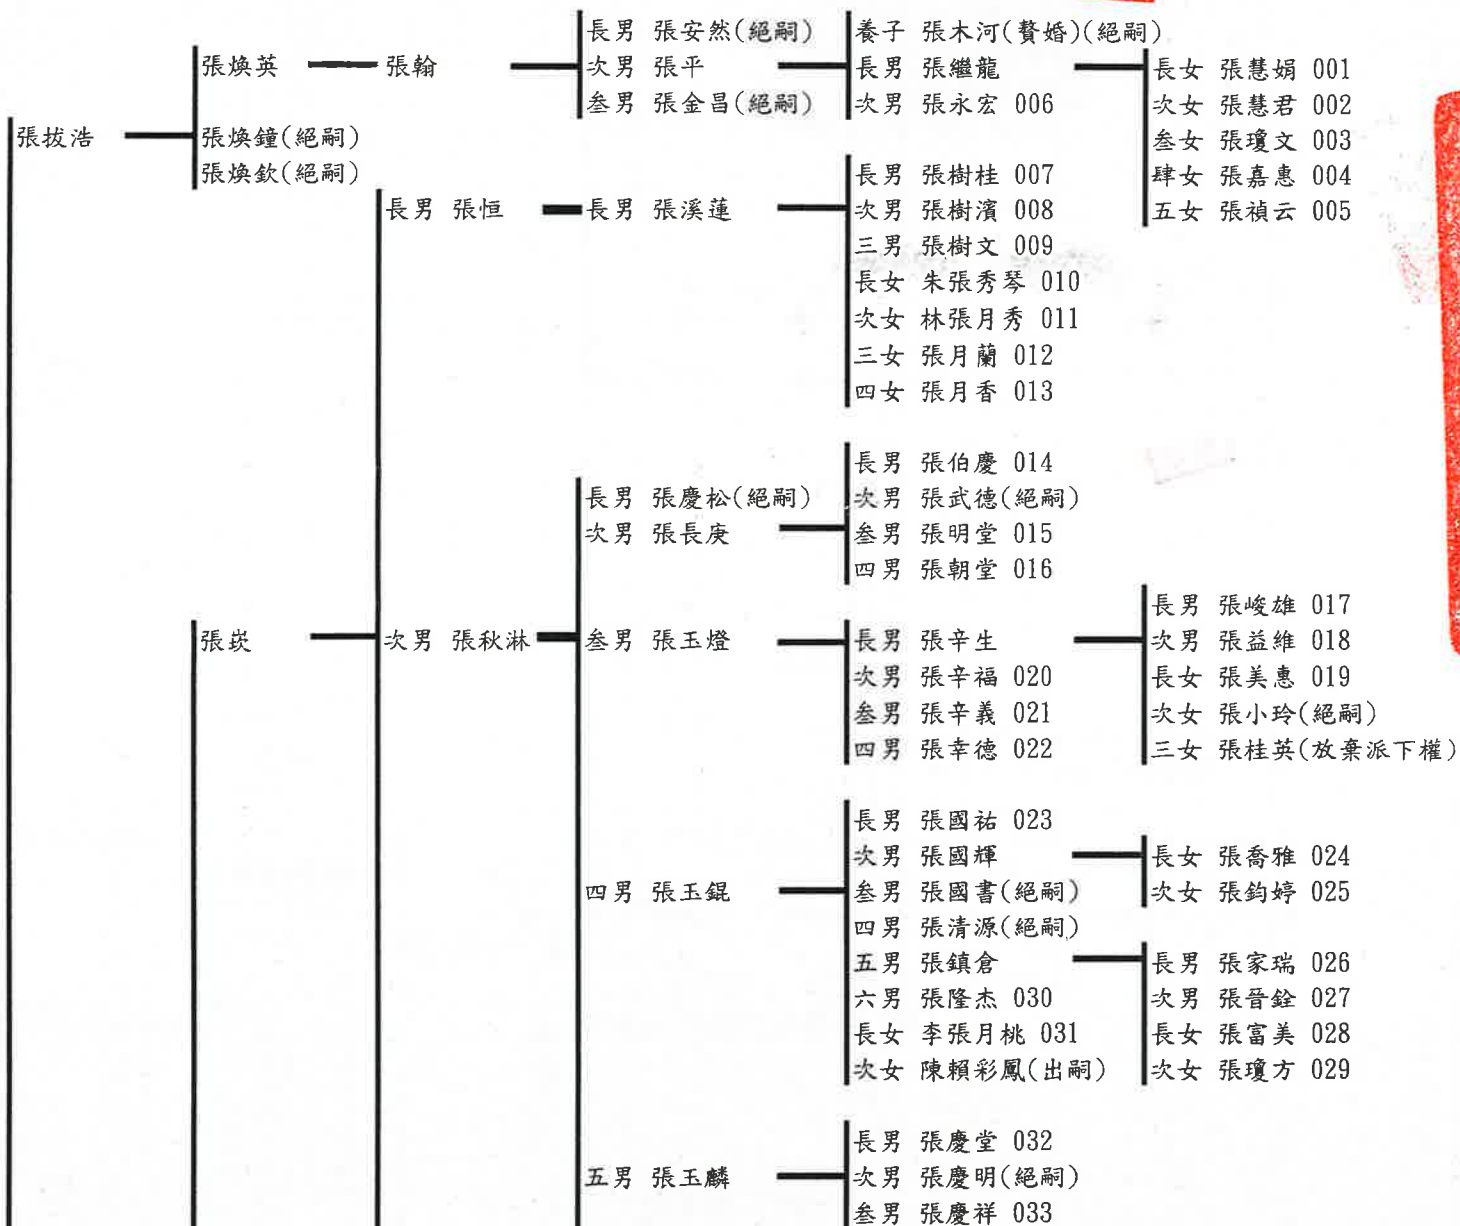 長男 張安然(絕嗣) 養子 張木河(贅婚)(絕嗣)
張煥英 張翰 次男 張平 長男 張繼龍 長女 張慧娟 001
叁男 張金昌(絕嗣) 次男 張永宏 006 次女 張慧君 002
張拔浩 張煥鐘(絕嗣) 叁女 張瓊文 003
張煥欽(絕嗣) 長男 張樹桂 007 肆女 張嘉惠 004
長男 張恒 長男 張溪蓮 次男 張樹濱 008 五女 張禎云 005
三男 張樹文 009
長女 朱張秀琴 010
次女 林張月秀 011
三女 張月蘭 012
四女 張月香 013
長男 張伯慶 014
長男 張慶松(絕嗣) 次男 張武德(絕嗣)
次男 張長庚 叁男 張明堂 015
四男 張朝堂 016
長男 張峻雄 017
張崁 次男 張秋淋 叁男 張玉燈 長男 張辛生 次男 張益維 018
次男 張辛福 020 長女 張美惠 019
叁男 張辛義 021 次女 張小玲(絕嗣)
四男 張幸德 022 三女 張桂英(放棄派下權)
長男 張國祐 023
次男 張國輝 長女 張喬雅 024
四男 張玉錕 叁男 張國書(絕嗣) 次女 張鈞婷 025
四男 張清源(絕嗣)
五男 張鎮倉 長男 張家瑞 026
六男 張隆杰 030 次男 張晉銓 027
長女 李張月桃 031 長女 張富美 028
次女 陳賴彩鳳(出嗣) 次女 張瓊方 029
長男 張慶堂 032
五男 張玉麟 次男 張慶明(絕嗣)
叁男 張慶祥 033